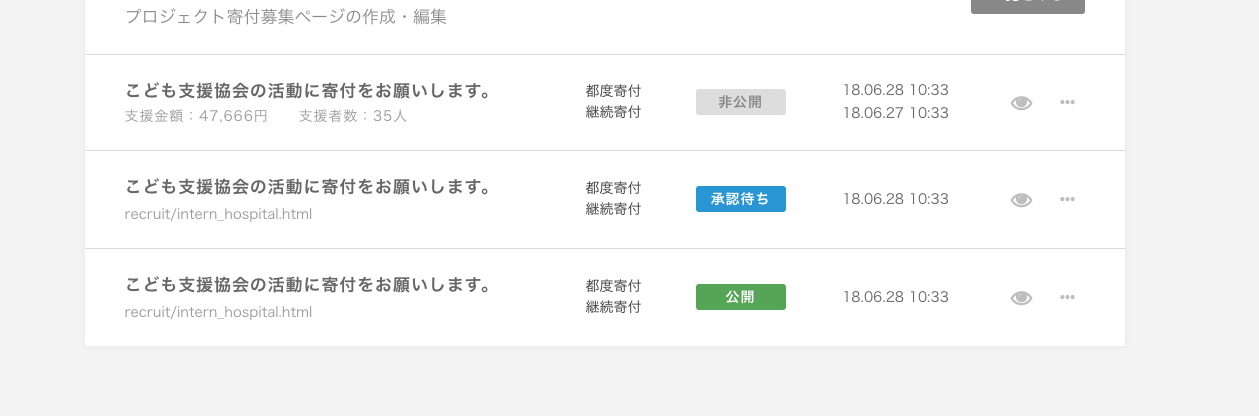 プロジェクト寄付募集ページの作成・編集
こども支援協会の活動に寄付をお願いします。
支援金額：47,666円 支援者数：35人
都度寄付
継続寄付
非公開
18.06.28 10:33
18.06.27 10:33
こども支援協会の活動に寄付をお願いします。
recruit/intern_hospital.html
都度寄付
継続寄付
承認待ち
18.06.28 10:33
こども支援協会の活動に寄付をお願いします。
recruit/intern_hospital.html
都度寄付
継続寄付
公開
18.06.28 10:33